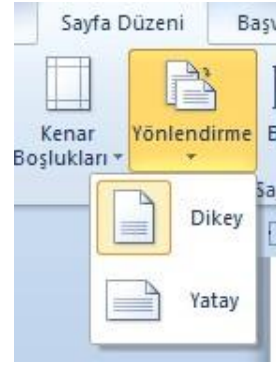 Sayfa Düzeni
Kenar Boşlukları
Yönlendirme
Dikey
Yatay